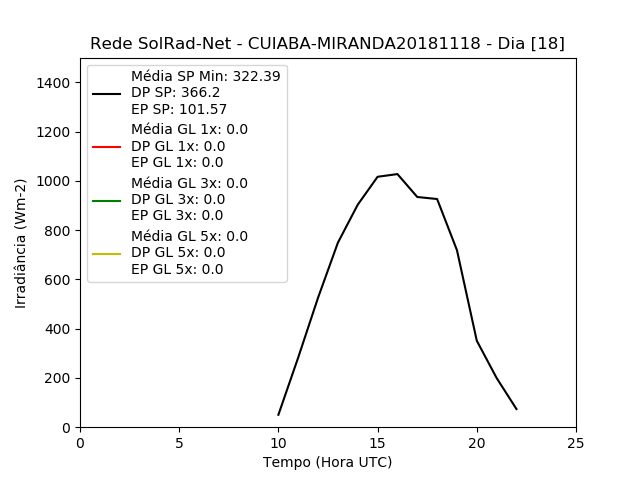 Rede SolRad-Net - CUIABA-MIRANDA20181118 - Dia [18]
Média SP Min: 322.39
DP SP: 366.2
EP SP: 101.57
Média GL 1x: 0.0
DP GL 1x: 0.0
EP GL 1x: 0.0
Média GL 3x: 0.0
DP GL 3x: 0.0
EP GL 3x: 0.0
Média GL 5x: 0.0
DP GL 5x: 0.0
EP GL 5x: 0.0
Irradiância (Wm-2)
1400
1200
1000
800
600
400
200
0
0 5 10 15 20 25
Tempo (Hora UTC)